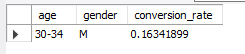 age gender conversion_rate
30-34 M 0.16341899